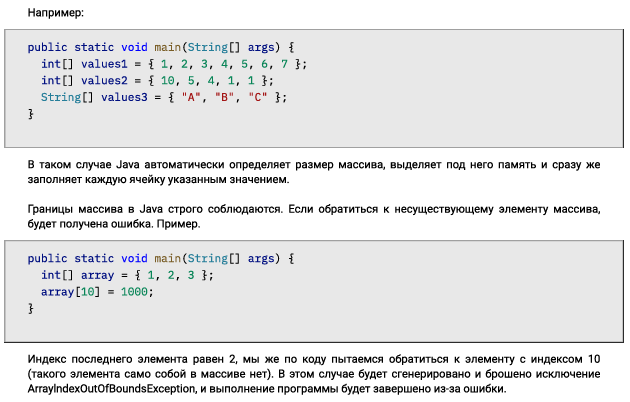 Например:
public static void main(String[] args) {
int[] values1 = { 1, 2, 3, 4, 5, 6, 7 };
int[] values2 = { 10, 5, 4, 1, 1 };
String[] values3 = { "A", "B", "C" };
}
В таком случае Java автоматически определяет размер массива, выделяет под него память и сразу же
заполняет каждую ячейку указанным значением.
Границы массива в Java строго соблюдаются. Если обратиться к несуществующему элементу массива,
будет получена ошибка. Пример.
public static void main(String[] args) {
int[] array = { 1, 2, 3 };
array[10] = 1000;
}
Индекс последнего элемента равен 2, мы же по коду пытаемся обратиться к элементу с индексом 10
(такого элемента само собой в массиве нет). В этом случае будет сгенерировано и брошено исключение
ArrayIndexOutOfBoundsException, и выполнение программы будет завершено из-за ошибки.